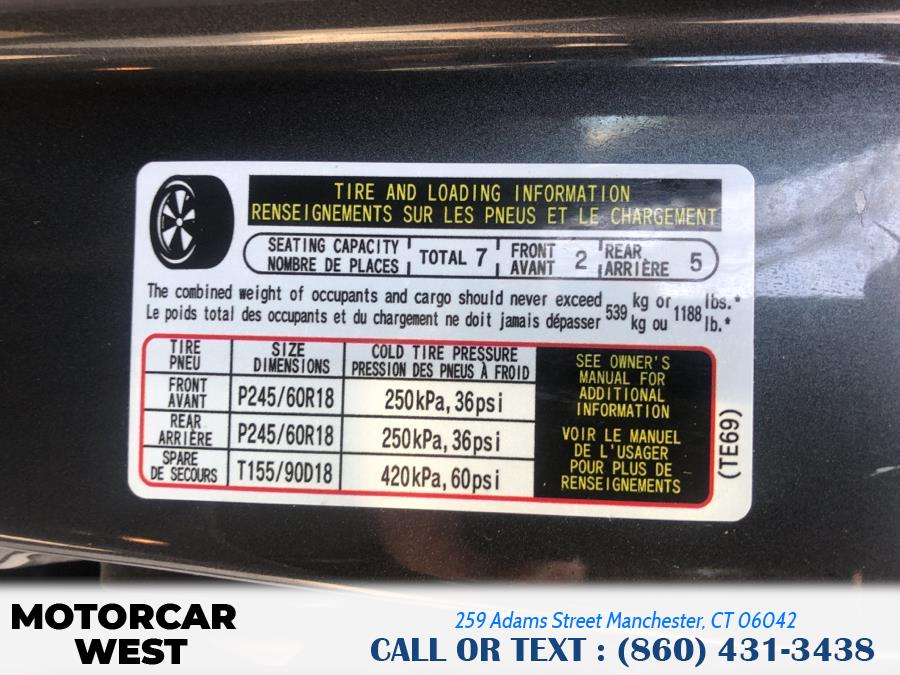 TIRE AND LOADING INFORMATION
RENSEIGNEMENTS SUR LES PNEUS ET LE CHARGEMENT
SEATING CAPACITY TOTAL 7 FRONT 2 REAR 5
NOMBRE DE PLACES AVANT ARRIÈRE
The combined weight of occupants and cargo should never exceed 539 kg or 1188 lbs.*
Le poids total des occupants et du chargement ne doit jamais dépasser kg ou lb.*
TIRE SIZE COLD TIRE PRESSURE
PNEU DIMENSIONS PRESSION DES PNEUS À FROID
FRONT
AVANT P245/60R18 250kPa, 36psi
REAR
ARRIÈRE P245/60R18 250kPa, 36psi
SPARE
DE SECOURS T155/90D18 420kPa, 60psi
SEE OWNER'S
MANUAL FOR
ADDITIONAL
INFORMATION
VOIR LE MANUEL
DE L'USAGER
POUR PLUS DE
RENSEIGNEMENTS
(TE69)
MOTORCAR
WEST
259 Adams Street Manchester, CT 06042
CALL OR TEXT : (860) 431-3438